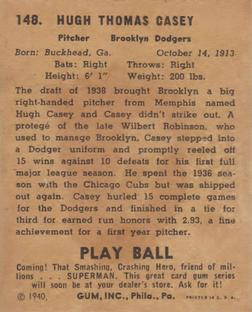 148. HUGH THOMAS CASEY
Pitcher Brooklyn Dodgers
Born: Buckhead, Ga. October 14, 1913
Bats: Right Throws: Right
Height: 6' 1" Weight: 200 lbs.
The draft of 1938 brought Brooklyn a big
right-handed pitcher from Memphis named
Hugh Casey and Casey didn't strike out. A
protegé of the late Wilbert Robinson, who
used to manage Brooklyn, Casey stepped into
a Dodger uniform and promptly reeled off
15 wins against 10 defeats for his first full
major league season. He spent the 1936 season
with the Chicago Cubs but was shipped
out again. Casey hurled 15 complete games
for the Dodgers and finished in a tie for
third for earned run honors with 2.93, a fine
achievement for a first year pitcher.
PLAY BALL
Coming! That Smashing, Crashing Hero, friend of mil-
lions . . . SUPERMAN. This great card gum series
will soon be at your dealer's store. Ask for it!
© 1940, GUM, INC., Phila., Pa. PRINTED IN U. S. A.